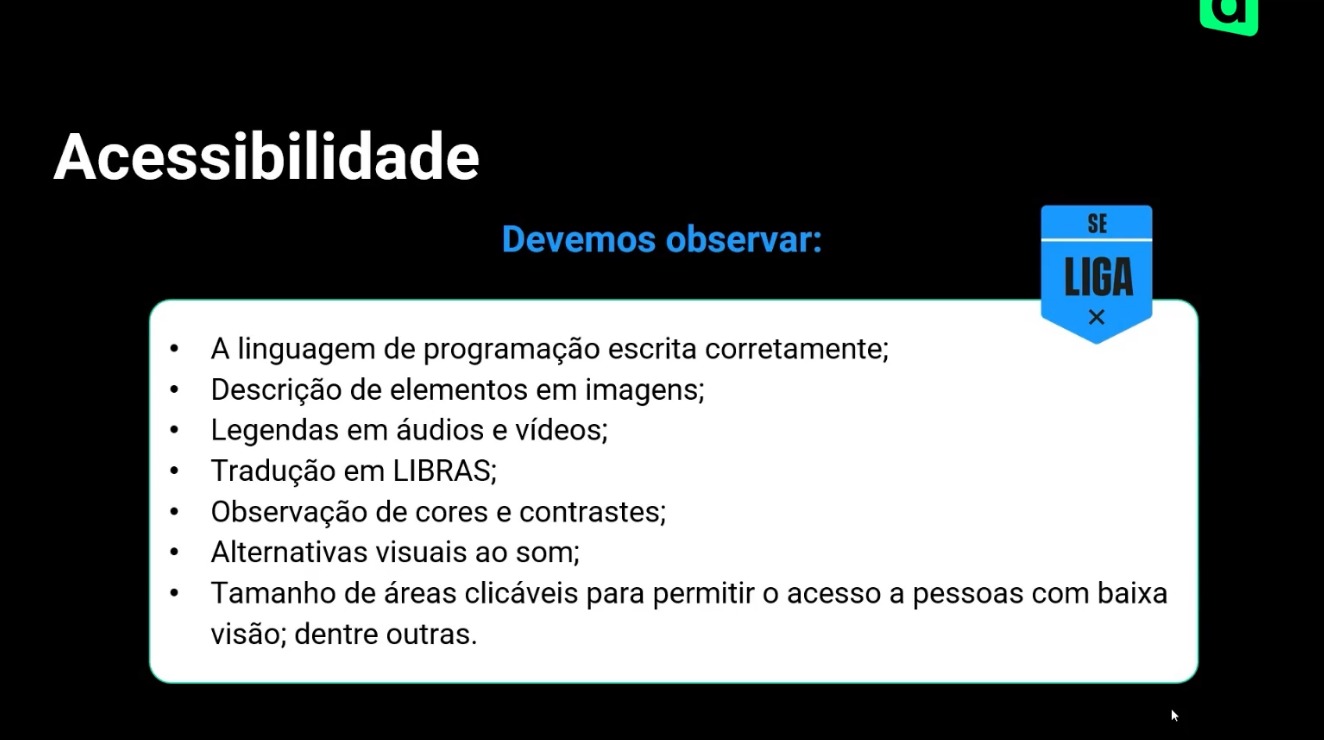 Acessibilidade
Devemos observar:
SE
LIGA
• A linguagem de programação escrita corretamente;
• Descrição de elementos em imagens;
• Legendas em áudios e vídeos;
• Tradução em LIBRAS;
• Observação de cores e contrastes;
• Alternativas visuais ao som;
• Tamanho de áreas clicáveis para permitir o acesso a pessoas com baixa
visão; dentre outras.